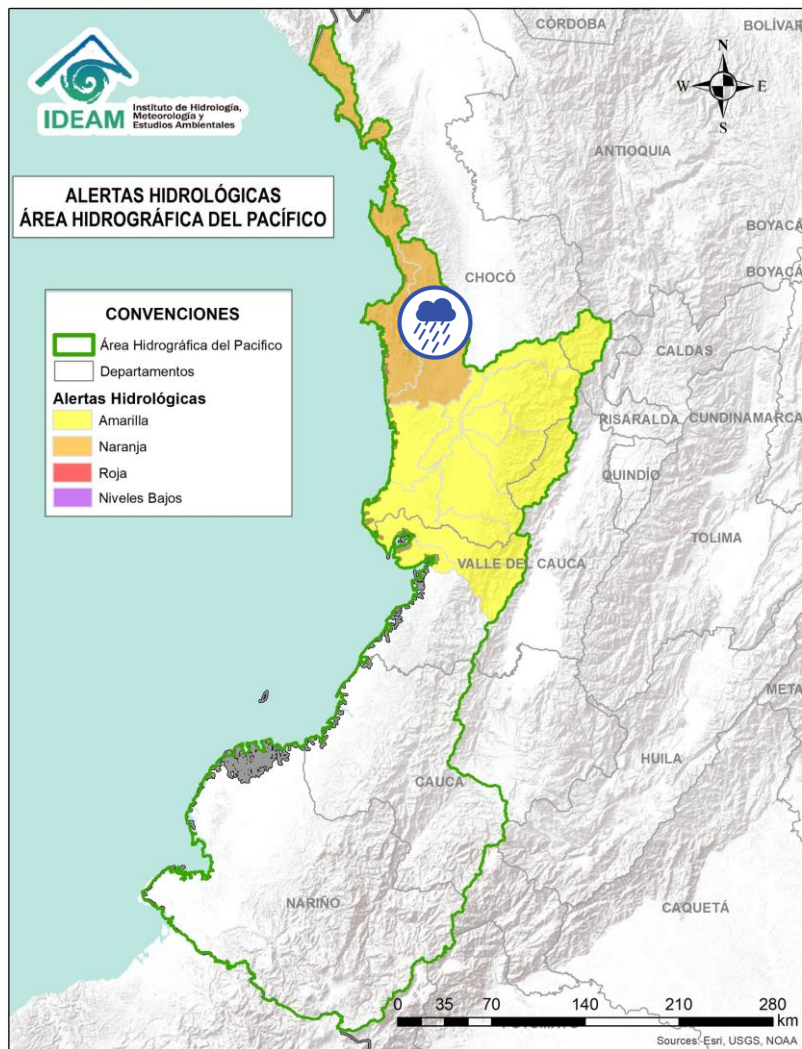 IDEAM
Instituto de Hidrología,
Meteorología y
Estudios Ambientales
ALERTAS HIDROLÓGICAS
ÁREA HIDROGRÁFICA DEL PACÍFICO
CONVENCIONES
Área Hidrográfica del Pacifico
Departamentos
Alertas Hidrológicas
Amarilla
Naranja
Roja
Niveles Bajos
CÓRDOBA
BOLÍVAR
N
W
E
S
ANTIOQUIA
BOYACÁ
BOYACÁ
CHOCÓ
CALDAS
RISARALDA
CUNDINAMARCA
QUINDÍO
TOLIMA
VALLE DEL CAUCA
META
HUILA
CAUCA
NARIÑO
CAQUETÁ
0 35 70 140 210 280
km
Sources: Esri, USGS, NOAA